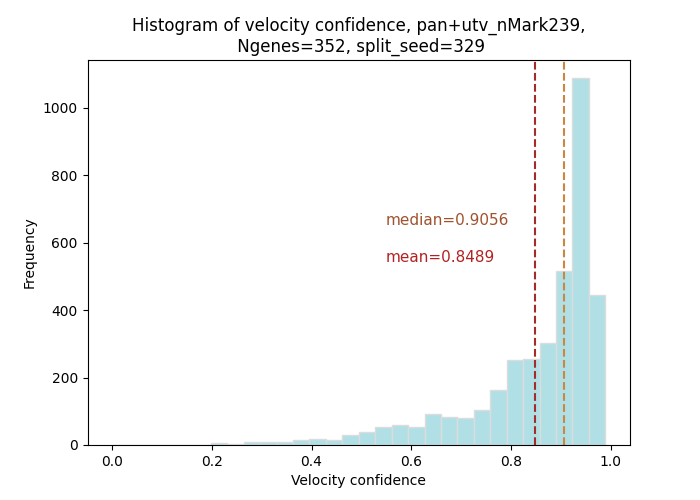 Histogram of velocity confidence, pan+utv_nMark239,
Ngenes=352, split_seed=329
1000
800
600
400
200
0
Frequency
median=0.9056
mean=0.8489
0.0 0.2 0.4 0.6 0.8 1.0
Velocity confidence